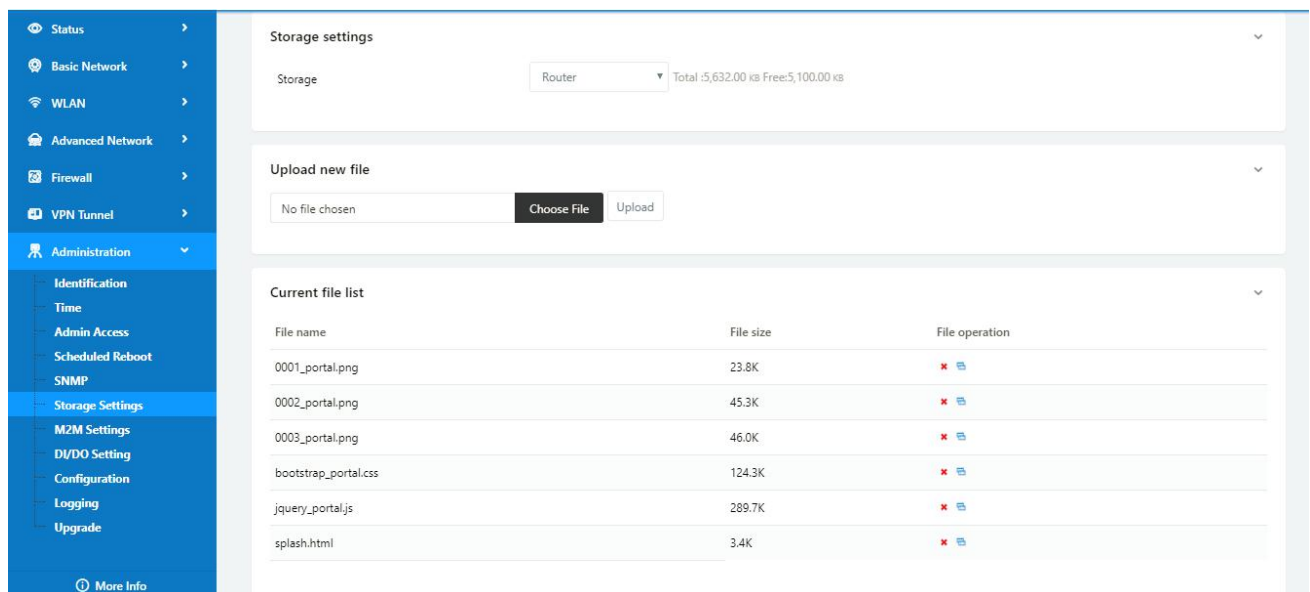 Status
Basic Network
WLAN
Advanced Network
Firewall
VPN Tunnel
Administration
Identification
Time
Admin Access
Scheduled Reboot
SNMP
Storage Settings
M2M Settings
DI/DO Setting
Configuration
Logging
Upgrade
More Info
Storage settings
Storage Router Total :5,632.00 KB Free:5,100.00 KB
Upload new file
No file chosen Choose File Upload
Current file list
File name File size File operation
0001_portal.png 23.8K
0002_portal.png 45.3K
0003_portal.png 46.0K
bootstrap_portal.css 124.3K
jquery_portal.js 289.7K
splash.html 3.4K